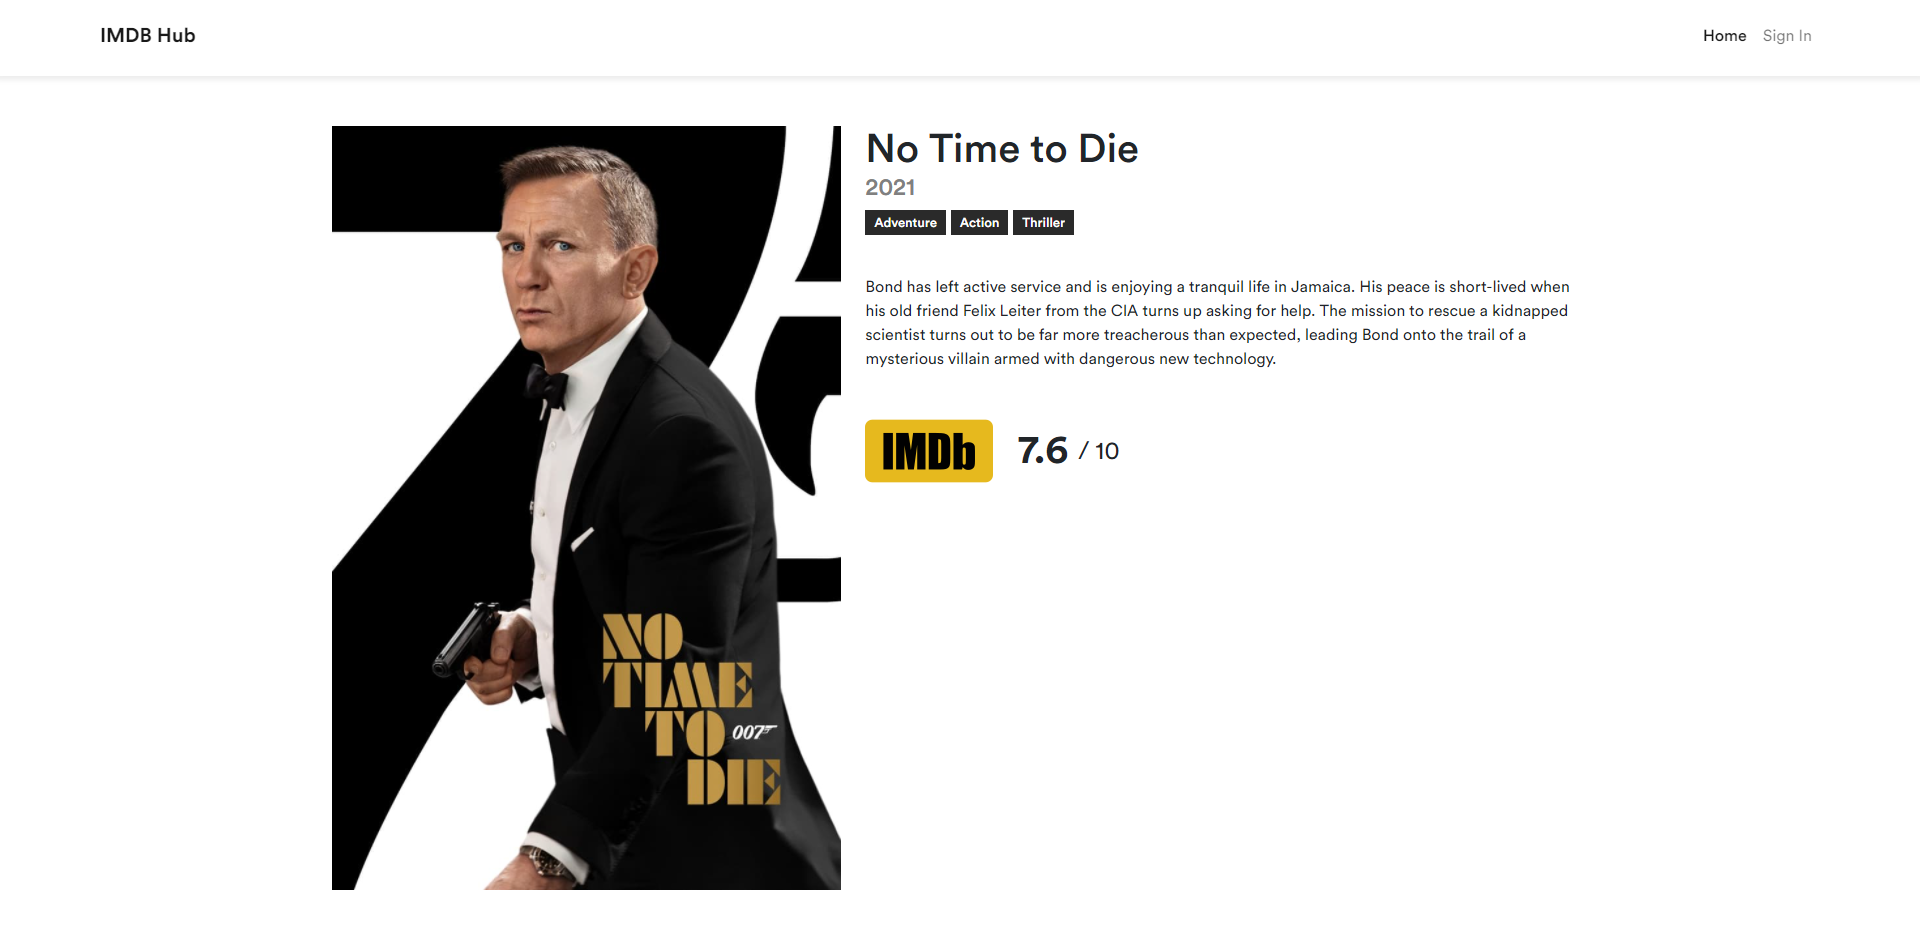 IMDB Hub
Home
Sign In
No Time to Die
2021
Adventure
Action
Thriller
Bond has left active service and is enjoying a tranquil life in Jamaica. His peace is short-lived when
his old friend Felix Leiter from the CIA turns up asking for help. The mission to rescue a kidnapped
scientist turns out to be far more treacherous than expected, leading Bond onto the trail of a
mysterious villain armed with dangerous new technology.
IMDb
7.6 / 10
NO
TIME
TO
007
DIE